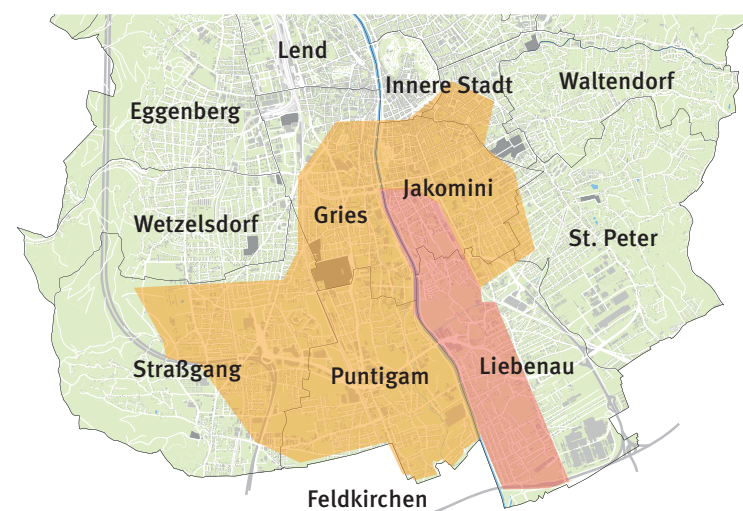 Lend
Innere Stadt
Waltendorf
Eggenberg
Jakomini
Gries
Wetzelsdorf
St. Peter
Straßgang
Puntigam
Liebenau
Feldkirchen